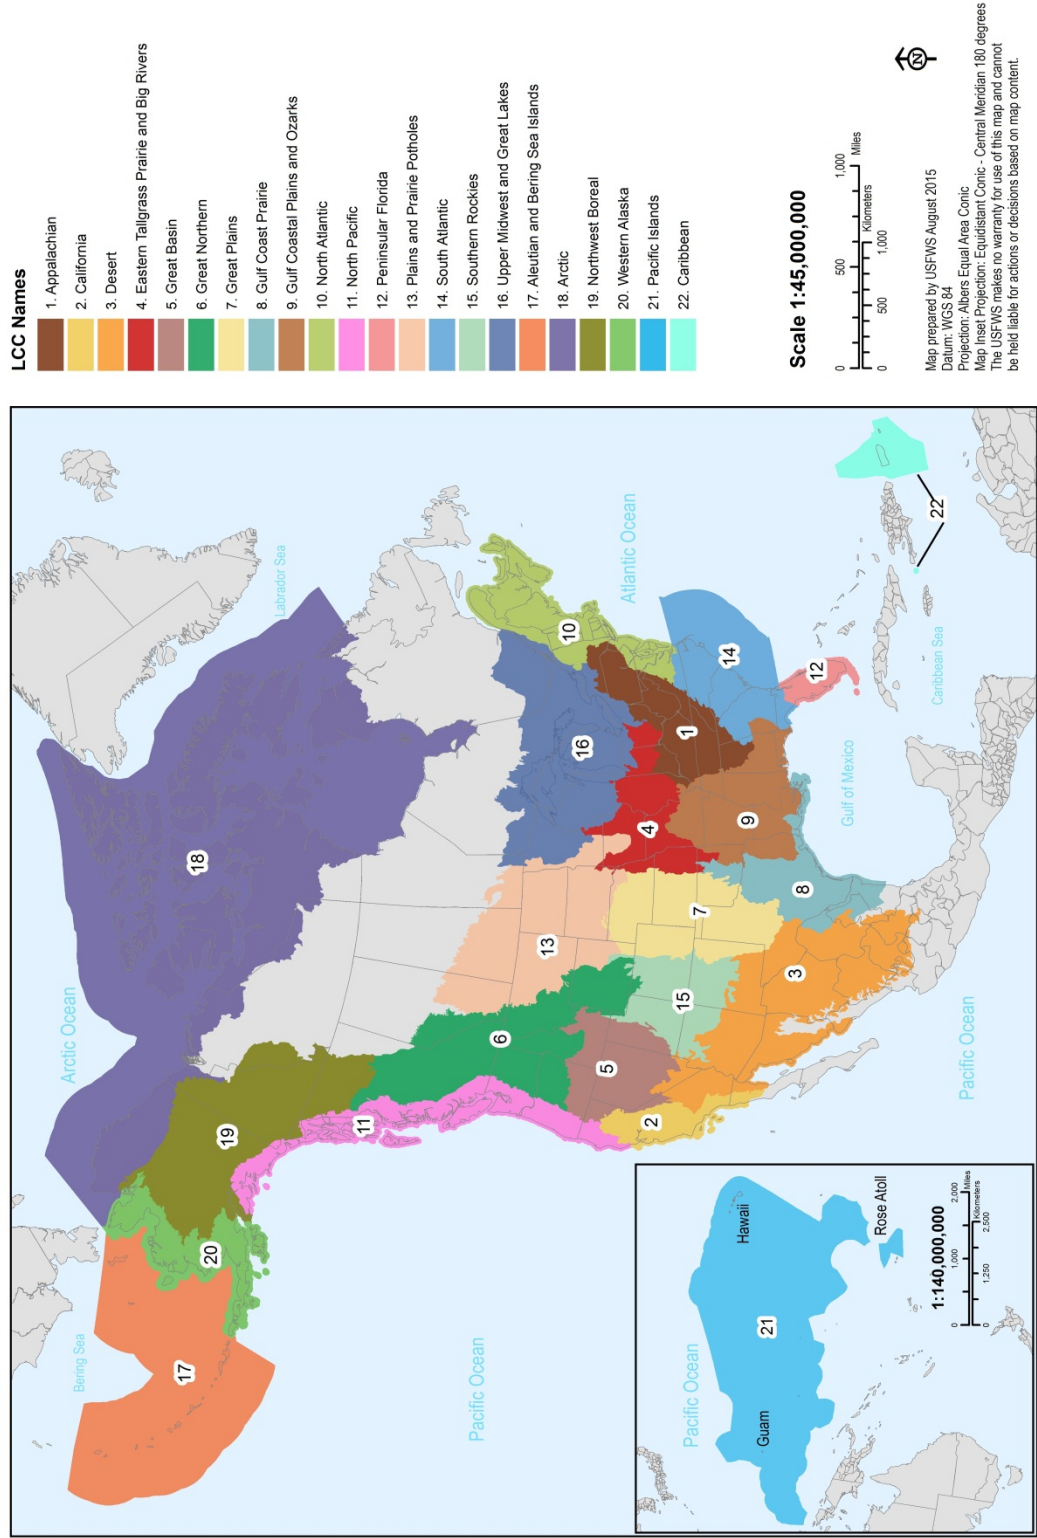 LCC Names
1. Appalachian
2. California
3. Desert
4. Eastern Tallgrass Prairie and Big Rivers
5. Great Basin
6. Great Northern
7. Great Plains
8. Gulf Coast Prairie
9. Gulf Coastal Plains and Ozarks
10. North Atlantic
11. North Pacific
12. Peninsular Florida
13. Plains and Prairie Potholes
14. South Atlantic
15. Southern Rockies
16. Upper Midwest and Great Lakes
17. Aleutian and Bering Sea Islands
18. Arctic
19. Northwest Boreal
20. Western Alaska
21. Pacific Islands
22. Caribbean
Scale 1:45,000,000
0 500 1,000
Miles
0 500 1,000
Kilometers
N
Map prepared by USFWS August 2015
Datum: WGS 84
Projection: Albers Equal Area Conic
Map Inset Projection: Equidistant Conic - Central Meridian 180 degrees
The USFWS makes no warranty for use of this map and cannot
be held liable for actions or decisions based on map content.
Arctic Ocean
Labrador Sea
Bering Sea
Pacific Ocean
Atlantic Ocean
Gulf of Mexico
Caribbean Sea
Pacific Ocean
18
19
20
17
11
6
13
16
10
5
15
7
4
1
14
2
3
8
9
12
22
Pacific Ocean
Guam
21
Hawaii
Rose Atoll
1:140,000,000
0 1,000 2,000
Miles
0 1,250 2,500
Kilometers